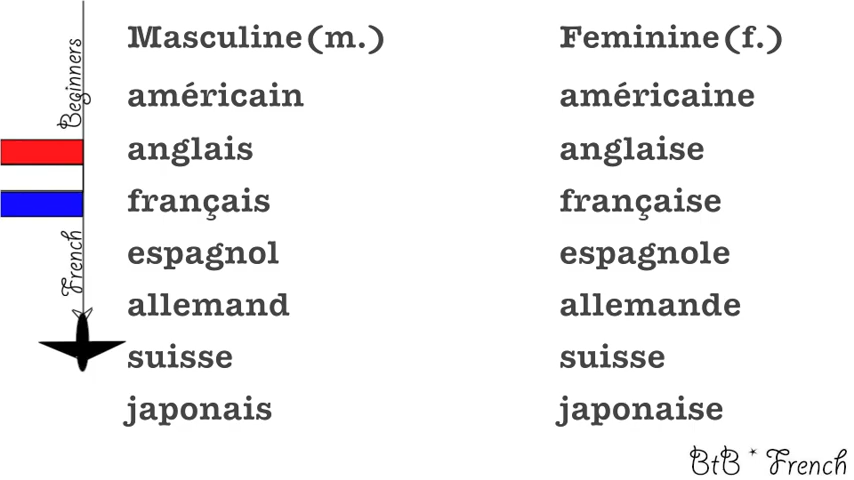 Beginners
French
Masculine (m.) Feminine (f.)
américain américaine
anglais anglaise
français française
espagnol espagnole
allemand allemande
suisse suisse
japonais japonaise
BtB * French